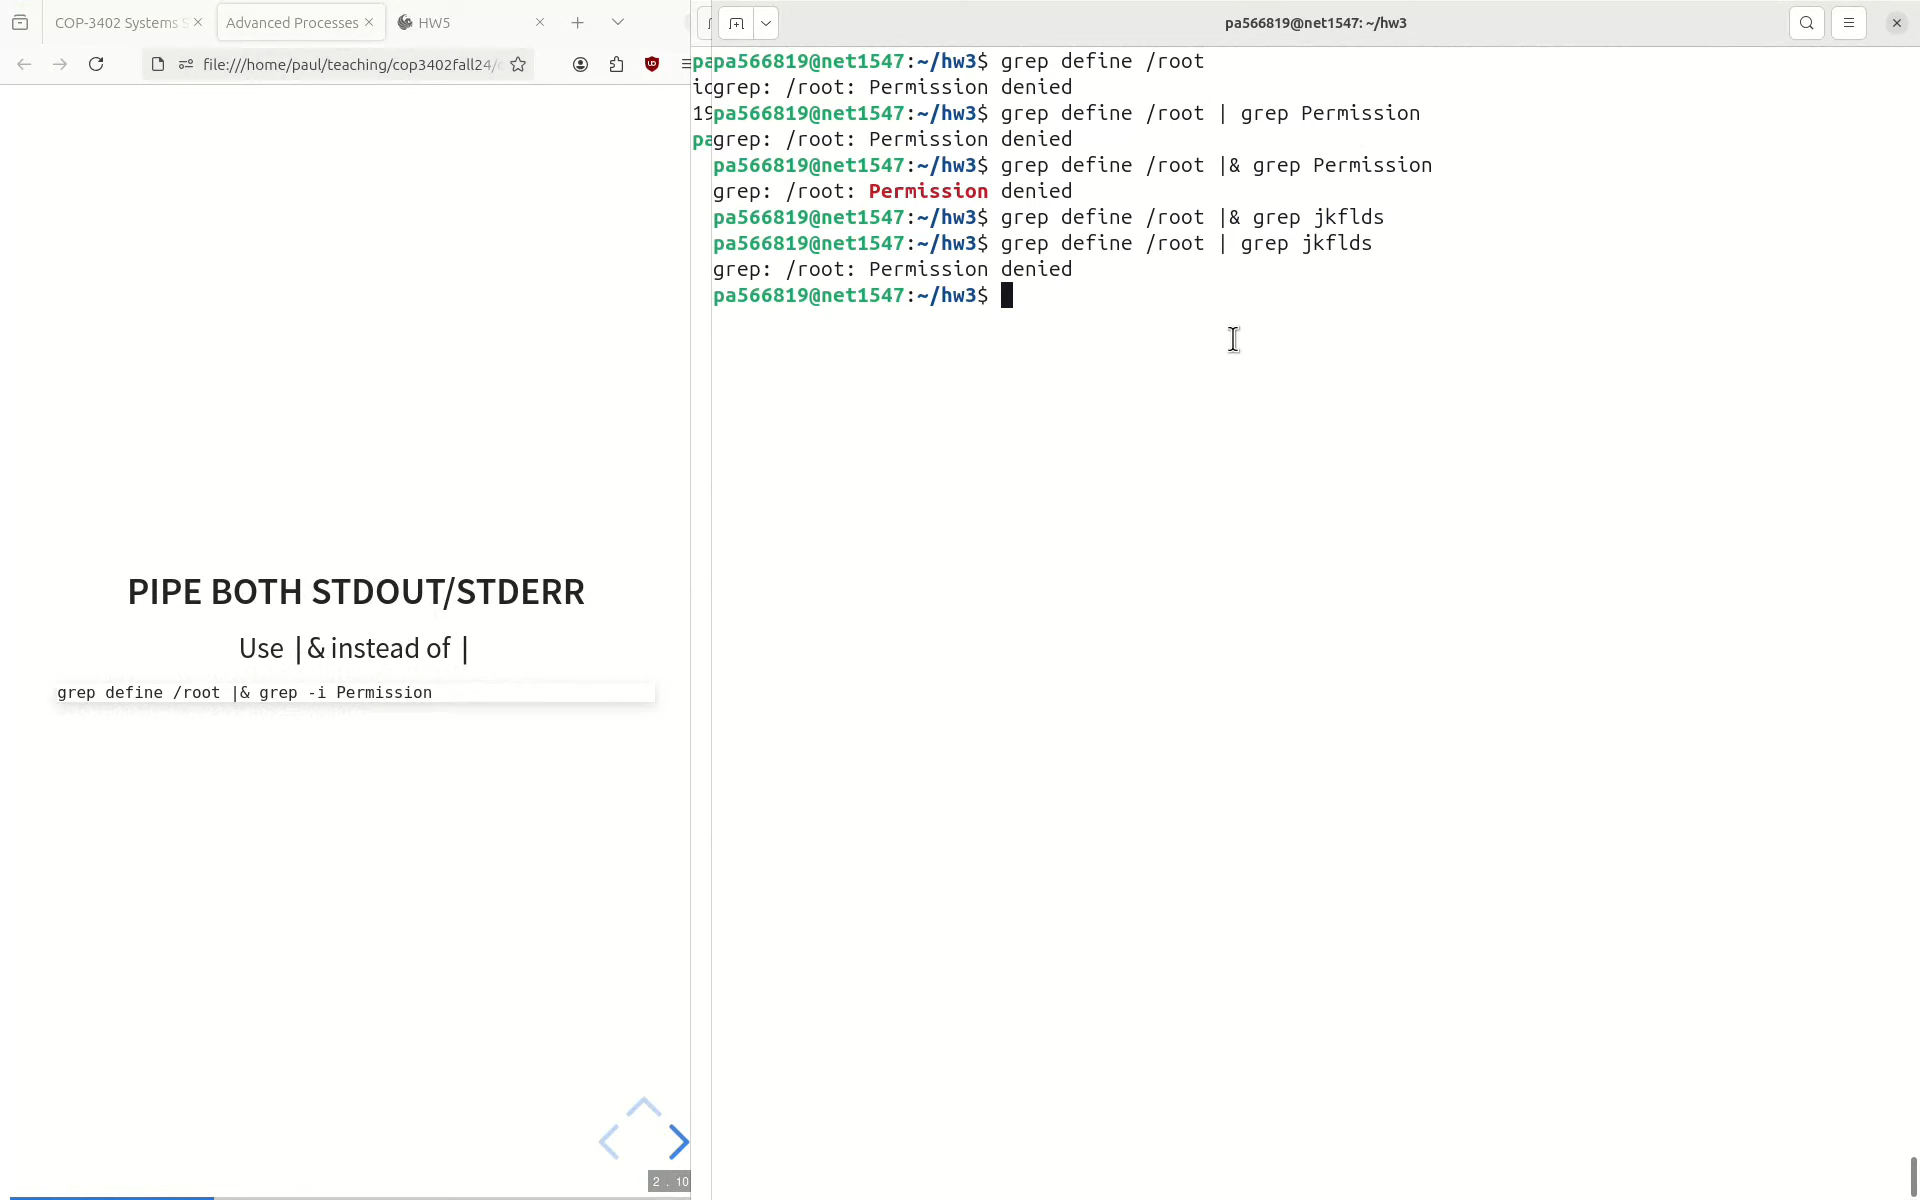 COP-3402 Systems S
Advanced Processes
HW5
file:///home/paul/teaching/cop3402fall24/
PIPE BOTH STDOUT/STDERR
Use |& instead of |
grep define /root |& grep -i Permission
2 . 10
pa566819@net1547: ~/hw3
pa
ic
19
pa
pa566819@net1547:~/hw3$ grep define /root
grep: /root: Permission denied
pa566819@net1547:~/hw3$ grep define /root | grep Permission
grep: /root: Permission denied
pa566819@net1547:~/hw3$ grep define /root |& grep Permission
grep: /root: Permission denied
pa566819@net1547:~/hw3$ grep define /root |& grep jkflds
pa566819@net1547:~/hw3$ grep define /root | grep jkflds
grep: /root: Permission denied
pa566819@net1547:~/hw3$